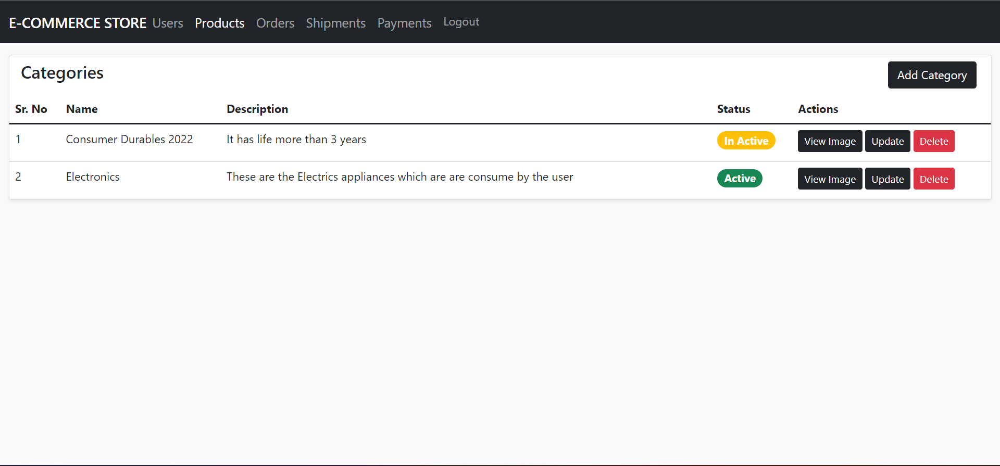 E-COMMERCE STORE Users Products Orders Shipments Payments Logout
Categories Add Category
Sr. No Name Description Status Actions
1 Consumer Durables 2022 It has life more than 3 years In Active View Image Update Delete
2 Electronics These are the Electrics appliances which are are consume by the user Active View Image Update Delete